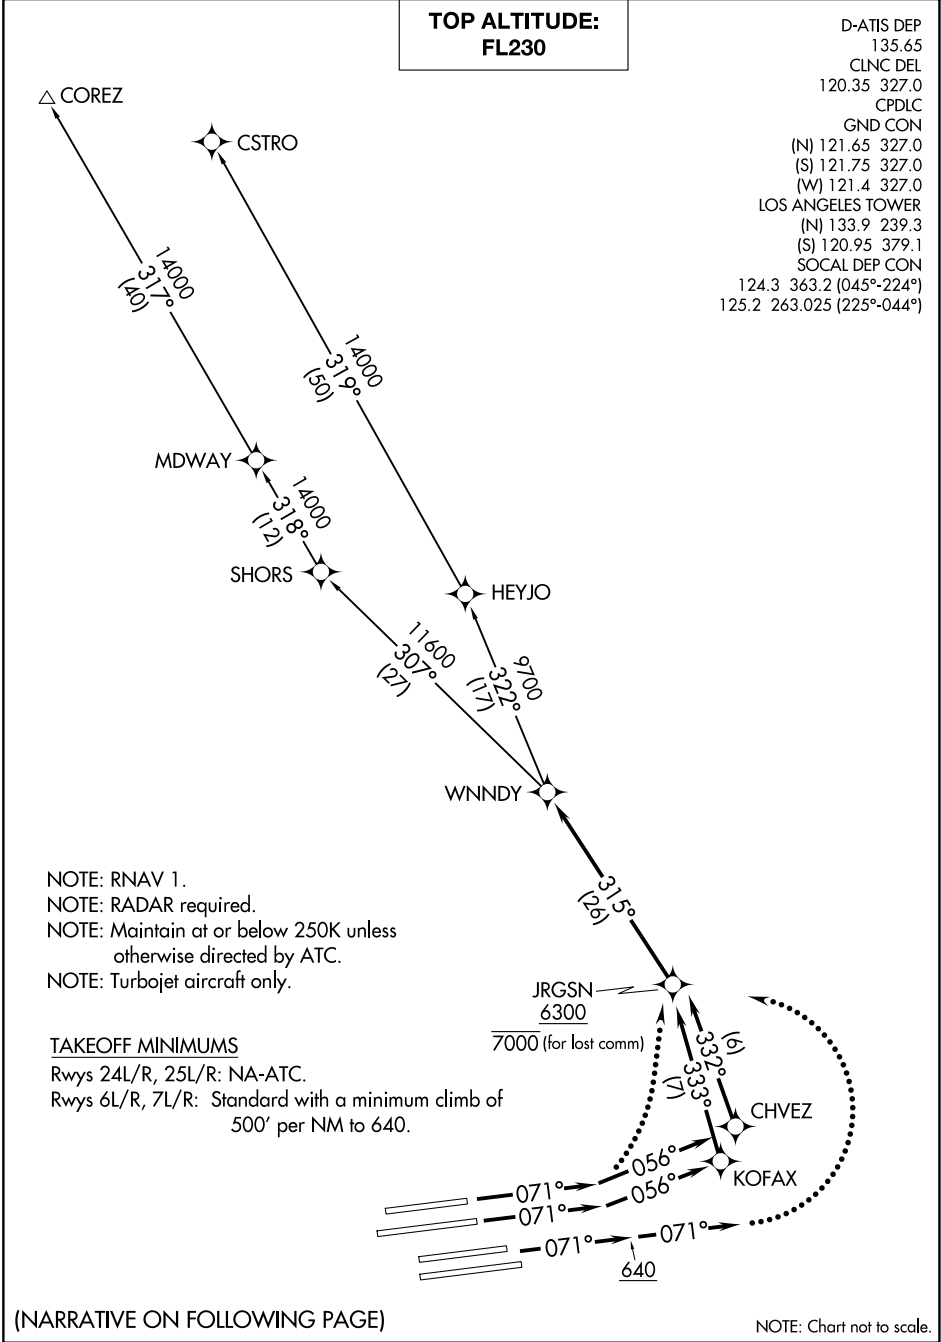 TOP ALTITUDE:
FL230
D-ATIS DEP
135.65
CLNC DEL
120.35 327.0
CPDLC
GND CON
(N) 121.65 327.0
(S) 121.75 327.0
(W) 121.4 327.0
LOS ANGELES TOWER
(N) 133.9 239.3
(S) 120.95 379.1
SOCAL DEP CON
124.3 363.2 (045°-224°)
125.2 263.025 (225°-044°)
COREZ
CSTRO
14000
317°
(40)
14000
319°
(50)
MDWAY
14000
318°
(12)
SHORS
HEYJO
11600
307°
(27)
9700
322°
(17)
WNNDY
315°
(26)
NOTE: RNAV 1.
NOTE: RADAR required.
NOTE: Maintain at or below 250K unless
otherwise directed by ATC.
NOTE: Turbojet aircraft only.
JRGSN
6300
7000 (for lost comm)
TAKEOFF MINIMUMS
Rwys 24L/R, 25L/R: NA-ATC.
Rwys 6L/R, 7L/R: Standard with a minimum climb of
500' per NM to 640.
(6)
332°
333°
(7)
CHVEZ
KOFAX
071° 056°
071° 056°
071° 071°
640
(NARRATIVE ON FOLLOWING PAGE)
NOTE: Chart not to scale.